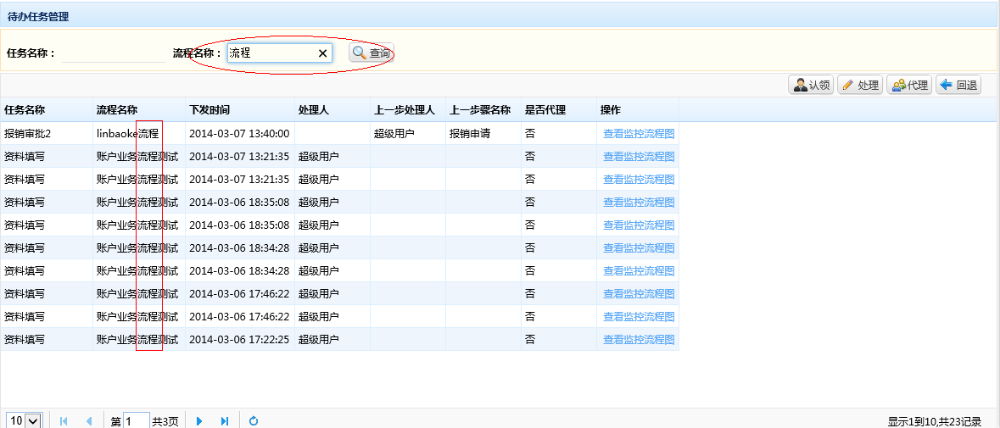 待办任务管理
任务名称： 流程名称： 流程 × 查询
认领 处理 代理 回退
任务名称 流程名称 下发时间 处理人 上一步处理人 上一步骤名称 是否代理 操作
报销审批2 linbaoke流程 2014-03-07 13:40:00 超级用户 报销申请 否 查看监控流程图
资料填写 账户业务流程测试 2014-03-07 13:21:35 超级用户 否 查看监控流程图
资料填写 账户业务流程测试 2014-03-07 13:21:35 超级用户 否 查看监控流程图
资料填写 账户业务流程测试 2014-03-06 18:35:08 超级用户 否 查看监控流程图
资料填写 账户业务流程测试 2014-03-06 18:35:08 超级用户 否 查看监控流程图
资料填写 账户业务流程测试 2014-03-06 18:34:28 超级用户 否 查看监控流程图
资料填写 账户业务流程测试 2014-03-06 18:34:28 超级用户 否 查看监控流程图
资料填写 账户业务流程测试 2014-03-06 17:46:22 超级用户 否 查看监控流程图
资料填写 账户业务流程测试 2014-03-06 17:46:22 超级用户 否 查看监控流程图
资料填写 账户业务流程测试 2014-03-06 17:22:25 超级用户 否 查看监控流程图
10 第 1 共3页 显示1到10,共23记录